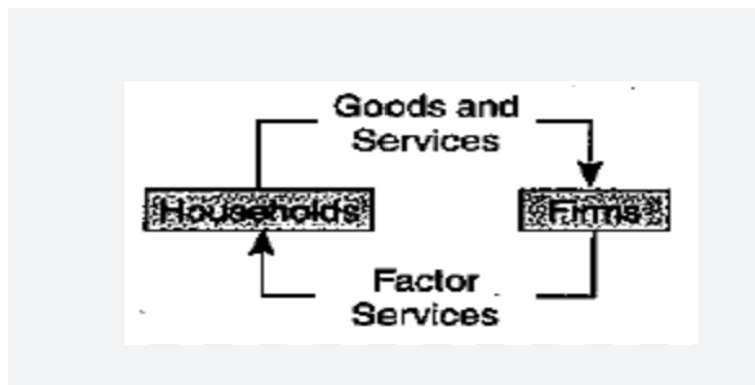 Goods and
Services
Households
Firms
Factor
Services